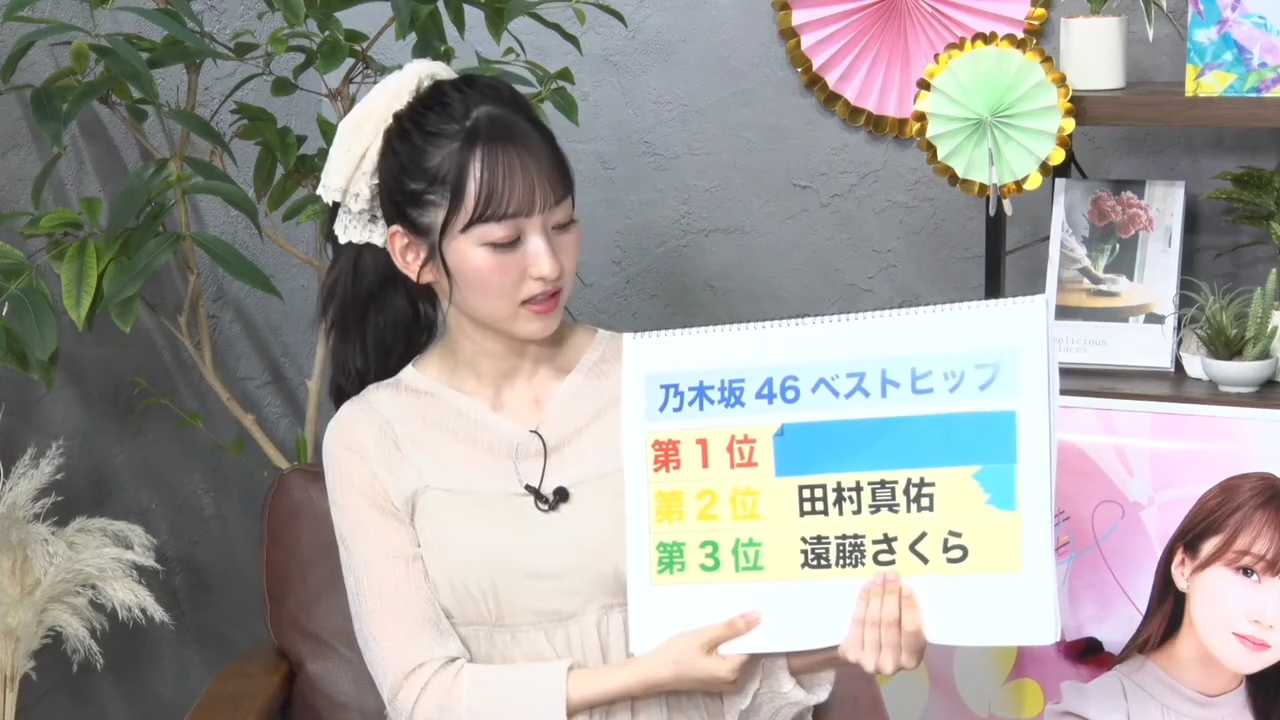 乃木坂46ベストヒップ
第1位
第2位 田村真佑
第3位 遠藤さくら